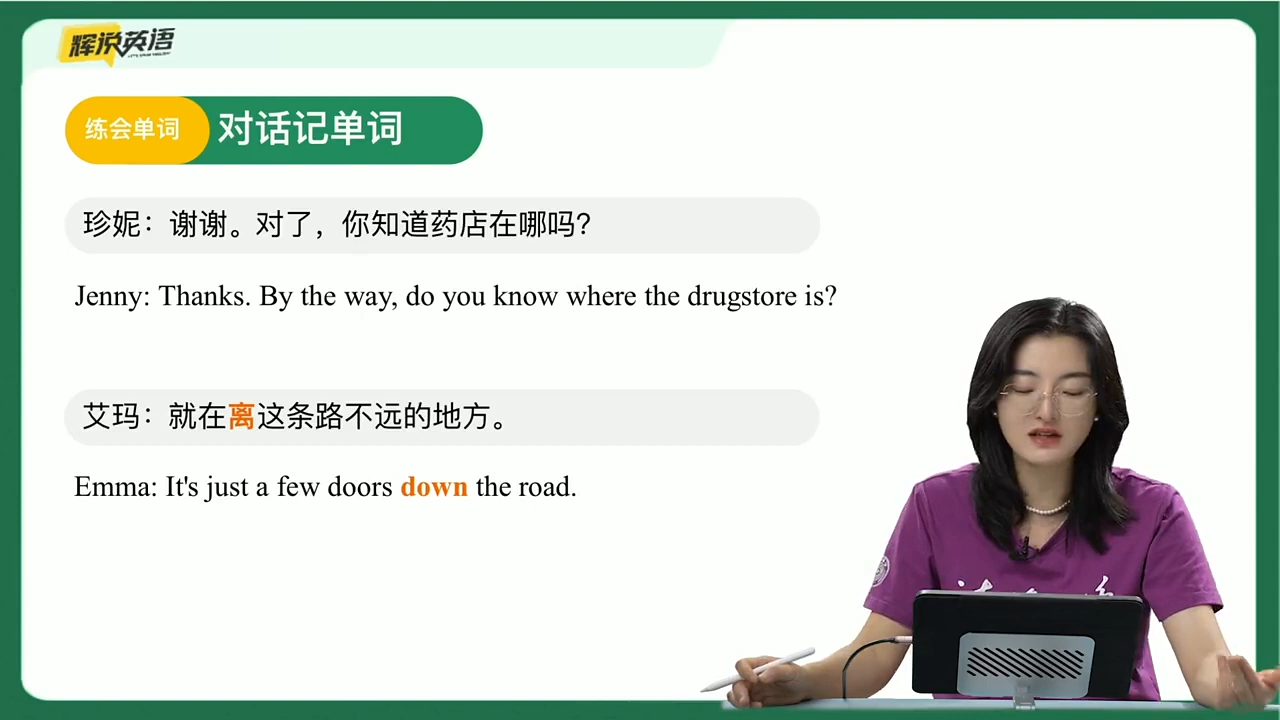 辉说英语
练会单词
对话记单词
珍妮：谢谢。对了，你知道药店在哪吗？
Jenny: Thanks. By the way, do you know where the drugstore is?
艾玛：就在离这条路不远的地方。
Emma: It's just a few doors down the road.